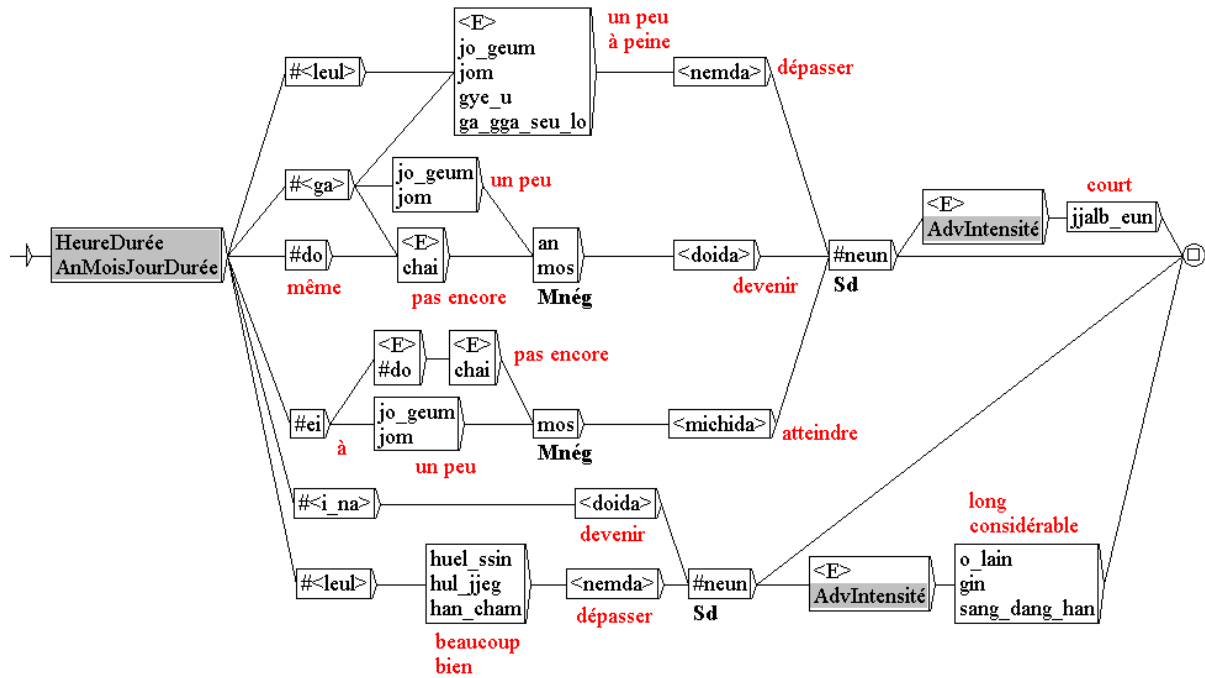 <E>
jo_geum
jom
gye_u
ga_gga_seu_lo
un peu
à peine
#<leul>
<nemda>
dépasser
#<ga>
jo_geum
jom
un peu
HeureDurée
AnMoisJourDurée
#do
même
<E>
chai
pas encore
an
mos
Mnég
<doida>
devenir
#neun
Sd
<E>
AdvIntensité
court
jjalb_eun
#ei
à
<E>
#do
<E>
chai
pas encore
jo_geum
jom
un peu
mos
Mnég
<michida>
atteindre
#<i_na>
<doida>
devenir
#<leul>
huel_ssin
hul_jjeg
han_cham
beaucoup
bien
<nemda>
dépasser
#neun
Sd
<E>
AdvIntensité
long
considérable
o_lain
gin
sang_dang_han